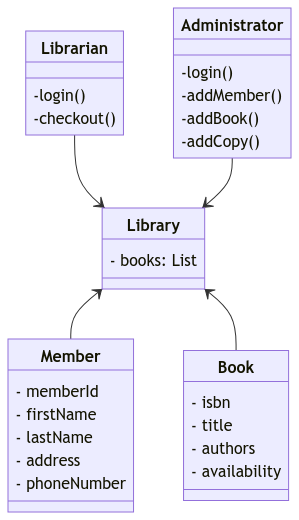 Librarian
-login()
-checkout()
Administrator
-login()
-addMember()
-addBook()
-addCopy()
Library
- books: List
Member
- memberId
- firstName
- lastName
- address
- phoneNumber
Book
- isbn
- title
- authors
- availability